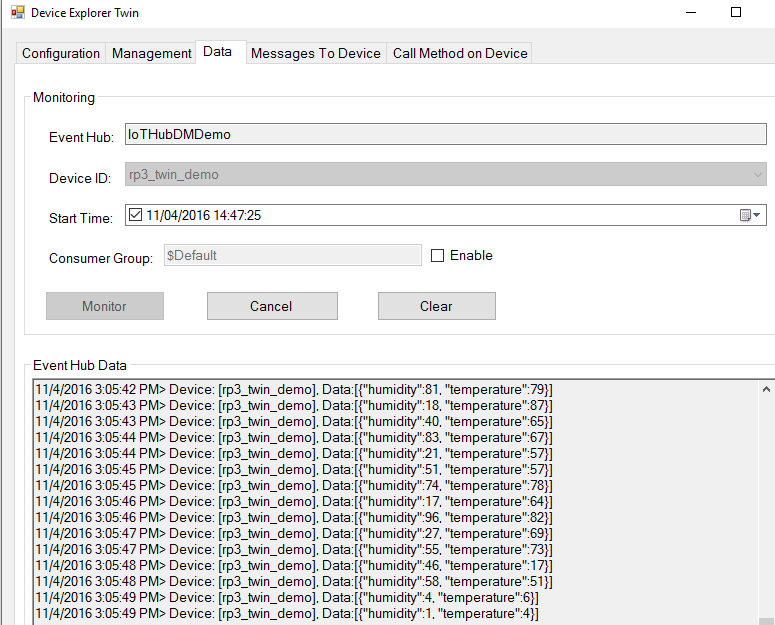 Device Explorer Twin
Configuration Management Data Messages To Device Call Method on Device
Monitoring
Event Hub: IoTHubDMDemo
Device ID: rp3_twin_demo
Start Time: 11/04/2016 14:47:25
Consumer Group: $Default Enable
Monitor Cancel Clear
Event Hub Data
11/4/2016 3:05:42 PM> Device: [rp3_twin_demo], Data:[{"humidity":81, "temperature":79}]
11/4/2016 3:05:43 PM> Device: [rp3_twin_demo], Data:[{"humidity":18, "temperature":87}]
11/4/2016 3:05:43 PM> Device: [rp3_twin_demo], Data:[{"humidity":40, "temperature":65}]
11/4/2016 3:05:44 PM> Device: [rp3_twin_demo], Data:[{"humidity":83, "temperature":67}]
11/4/2016 3:05:44 PM> Device: [rp3_twin_demo], Data:[{"humidity":21, "temperature":57}]
11/4/2016 3:05:45 PM> Device: [rp3_twin_demo], Data:[{"humidity":51, "temperature":57}]
11/4/2016 3:05:45 PM> Device: [rp3_twin_demo], Data:[{"humidity":74, "temperature":78}]
11/4/2016 3:05:46 PM> Device: [rp3_twin_demo], Data:[{"humidity":17, "temperature":64}]
11/4/2016 3:05:46 PM> Device: [rp3_twin_demo], Data:[{"humidity":96, "temperature":82}]
11/4/2016 3:05:47 PM> Device: [rp3_twin_demo], Data:[{"humidity":27, "temperature":69}]
11/4/2016 3:05:47 PM> Device: [rp3_twin_demo], Data:[{"humidity":55, "temperature":73}]
11/4/2016 3:05:48 PM> Device: [rp3_twin_demo], Data:[{"humidity":46, "temperature":17}]
11/4/2016 3:05:48 PM> Device: [rp3_twin_demo], Data:[{"humidity":58, "temperature":51}]
11/4/2016 3:05:49 PM> Device: [rp3_twin_demo], Data:[{"humidity":4, "temperature":6}]
11/4/2016 3:05:49 PM> Device: [rp3_twin_demo], Data:[{"humidity":1, "temperature":4}]